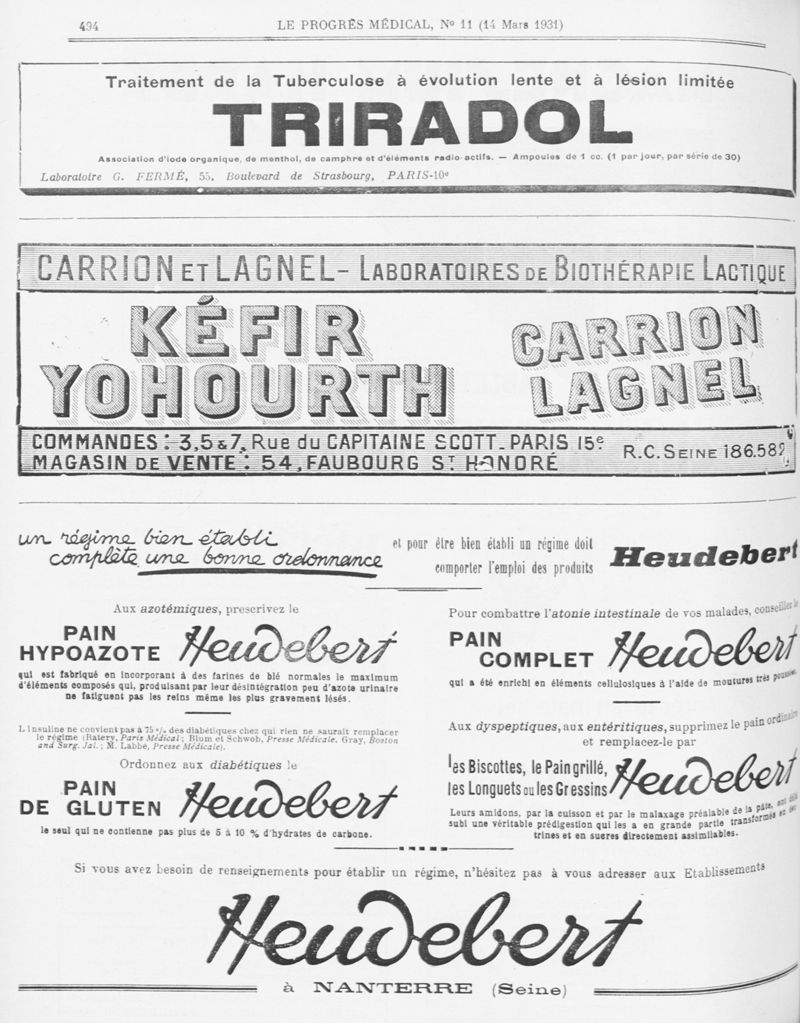 494
LE PROGRÈS MÉDICAL, Nº 11 (14 Mars 1931)
Traitement de la Tuberculose à évolution lente et à lésion limitée
TRIRADOL
Association d'iode organique, de menthol, de camphre et d'éléments radio-actifs. — Ampoules de 1 cc. (1 par jour, par série de 30)
Laboratoire G. FERMÉ, 55, Boulevard de Strasbourg, PARIS-10e
CARRION ET LAGNEL - LABORATOIRES DE BIOTHÉRAPIE LACTIQUE
KÉFIR
YOHOURTH
CARRION
LAGNEL
COMMANDES : 3, 5 & 7, Rue du CAPITAINE SCOTT_PARIS 15e
MAGASIN DE VENTE : 54, FAUBOURG ST HONORÉ
R.C. SEINE 186.582
un régime bien établi
complète une bonne ordonnance
et pour être bien établi un régime doit
comporter l'emploi des produits
Heudebert
Aux azotémiques, prescrivez le
PAIN
HYPOAZOTE Heudebert
qui est fabriqué en incorporant à des farines de blé normales le maximum
d'éléments composés qui, produisant par leur désintégration peu d'azote urinaire
ne fatiguent pas les reins même les plus gravement lésés.
L'Insuline ne convient pas à 75 % des diabétiques chez qui rien ne saurait remplacer
le régime (Ratery, Paris Médical ; Blum et Schwob, Presse Médicale. Gray, Boston
and Surg. Jal. ; M. Labbé, Presse Médicale).
Ordonnez aux diabétiques le
PAIN
DE GLUTEN Heudebert
le seul qui ne contienne pas plus de 5 à 10 % d'hydrates de carbone.
Pour combattre l'atonie intestinale de vos malades, conseillez le
PAIN
COMPLET Heudebert
qui a été enrichi en éléments cellulosiques à l'aide de moutures très poussées.
Aux dyspeptiques, aux entéritiques, supprimez le pain ordinaire
et remplacez-le par
les Biscottes, le Pain grillé,
les Longuets ou les Gressins Heudebert
Leurs amidons, par la cuisson et par le malaxage préalable de la pâte, ont déjà
subi une véritable prédigestion qui les a en grande partie transformés en dex-
trines et en sucres directement assimilables.
Si vous avez besoin de renseignements pour établir un régime, n'hésitez pas à vous adresser aux Etablissements
Heudebert
à NANTERRE (Seine)